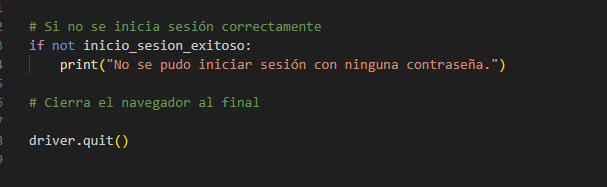 # Si no se inicia sesión correctamente
if not inicio_sesion_exitoso:
    print("No se pudo iniciar sesión con ninguna contraseña.")
# Cierra el navegador al final
driver.quit()